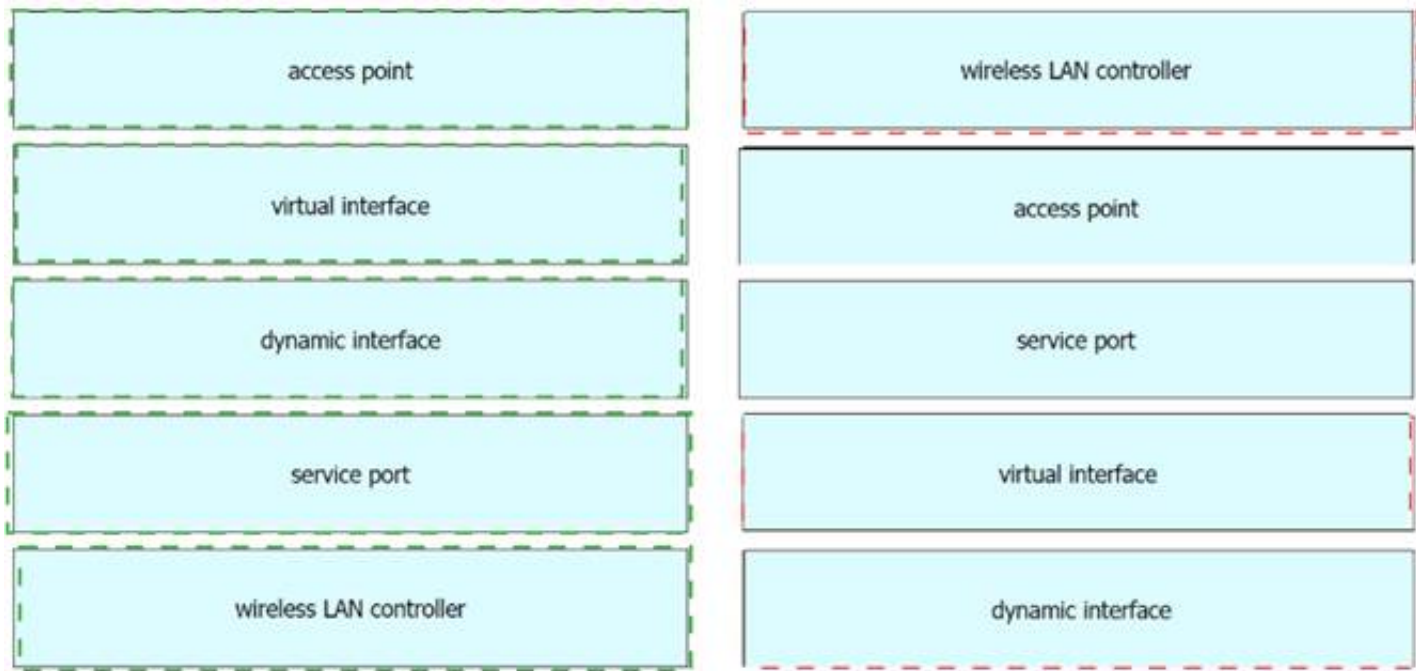 access point
wireless LAN controller
virtual interface
access point
dynamic interface
service port
service port
virtual interface
wireless LAN controller
dynamic interface